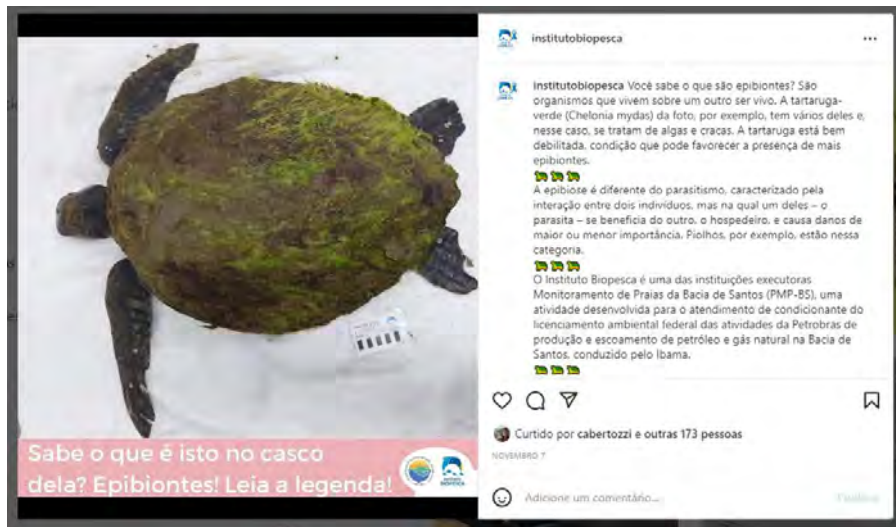 Sabe o que é isto no casco
dela? Epibiontes! Leia a legenda!
institutobiopesca
institutobiopesca Você sabe o que são epibiontes? São
organismos que vivem sobre um outro ser vivo. A tartaruga-
verde (Chelonia mydas) da foto, por exemplo, tem vários deles e,
nesse caso, se tratam de algas e cracas. A tartaruga está bem
debilitada, condição que pode favorecer a presença de mais
epibiontes.
A epibiose é diferente do parasitismo, caracterizado pela
interação entre dois indivíduos, mas na qual um deles – o
parasita – se beneficia do outro, o hospedeiro, e causa danos de
maior ou menor importância. Piolhos, por exemplo, estão nessa
categoria.
O Instituto Biopesca é uma das instituições executoras
Monitoramento de Praias da Bacia de Santos (PMP-BS), uma
atividade desenvolvida para o atendimento de condicionante do
licenciamento ambiental federal das atividades da Petrobras de
produção e escoamento de petróleo e gás natural na Bacia de
Santos, conduzido pelo Ibama.
Curtido por cabertozzi e outras 173 pessoas
NOVEMBRO 7
Adicione um comentário...